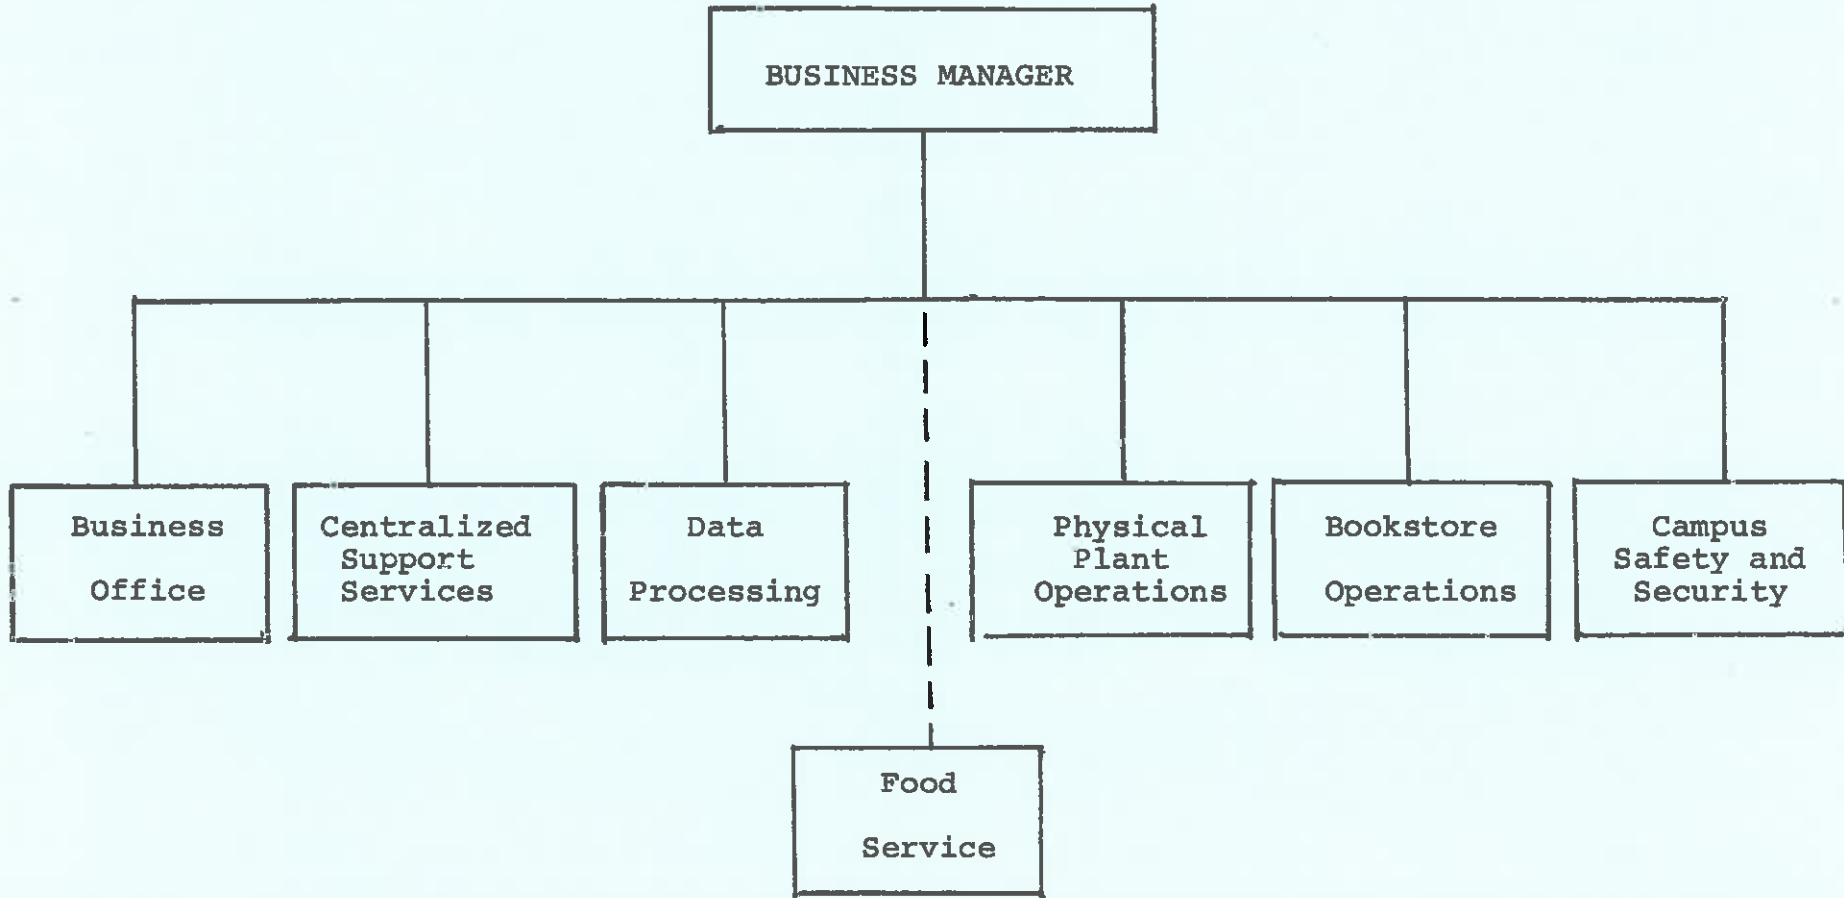 BUSINESS MANAGER
Business
Office
Centralized
Support
Services
Data
Processing
Physical
Plant
Operations
Bookstore
Operations
Campus
Safety and
Security
Food
Service